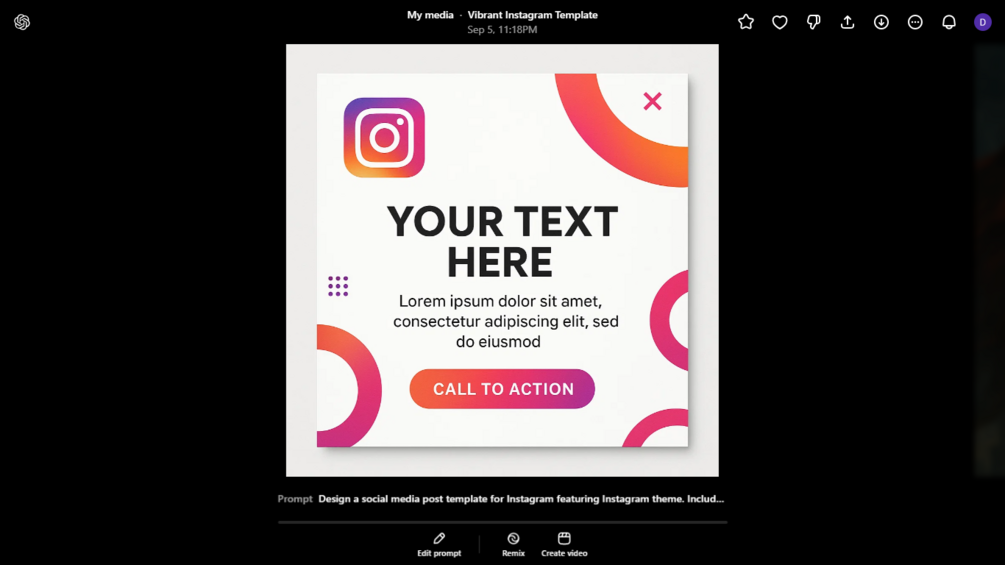 My media · Vibrant Instagram Template
Sep 5, 11:18PM
D
YOUR TEXT
HERE
Lorem ipsum dolor sit amet,
consectetur adipiscing elit, sed
do eiusmod
CALL TO ACTION
Prompt Design a social media post template for Instagram featuring Instagram theme. Includ...
Edit prompt
Remix
Create video